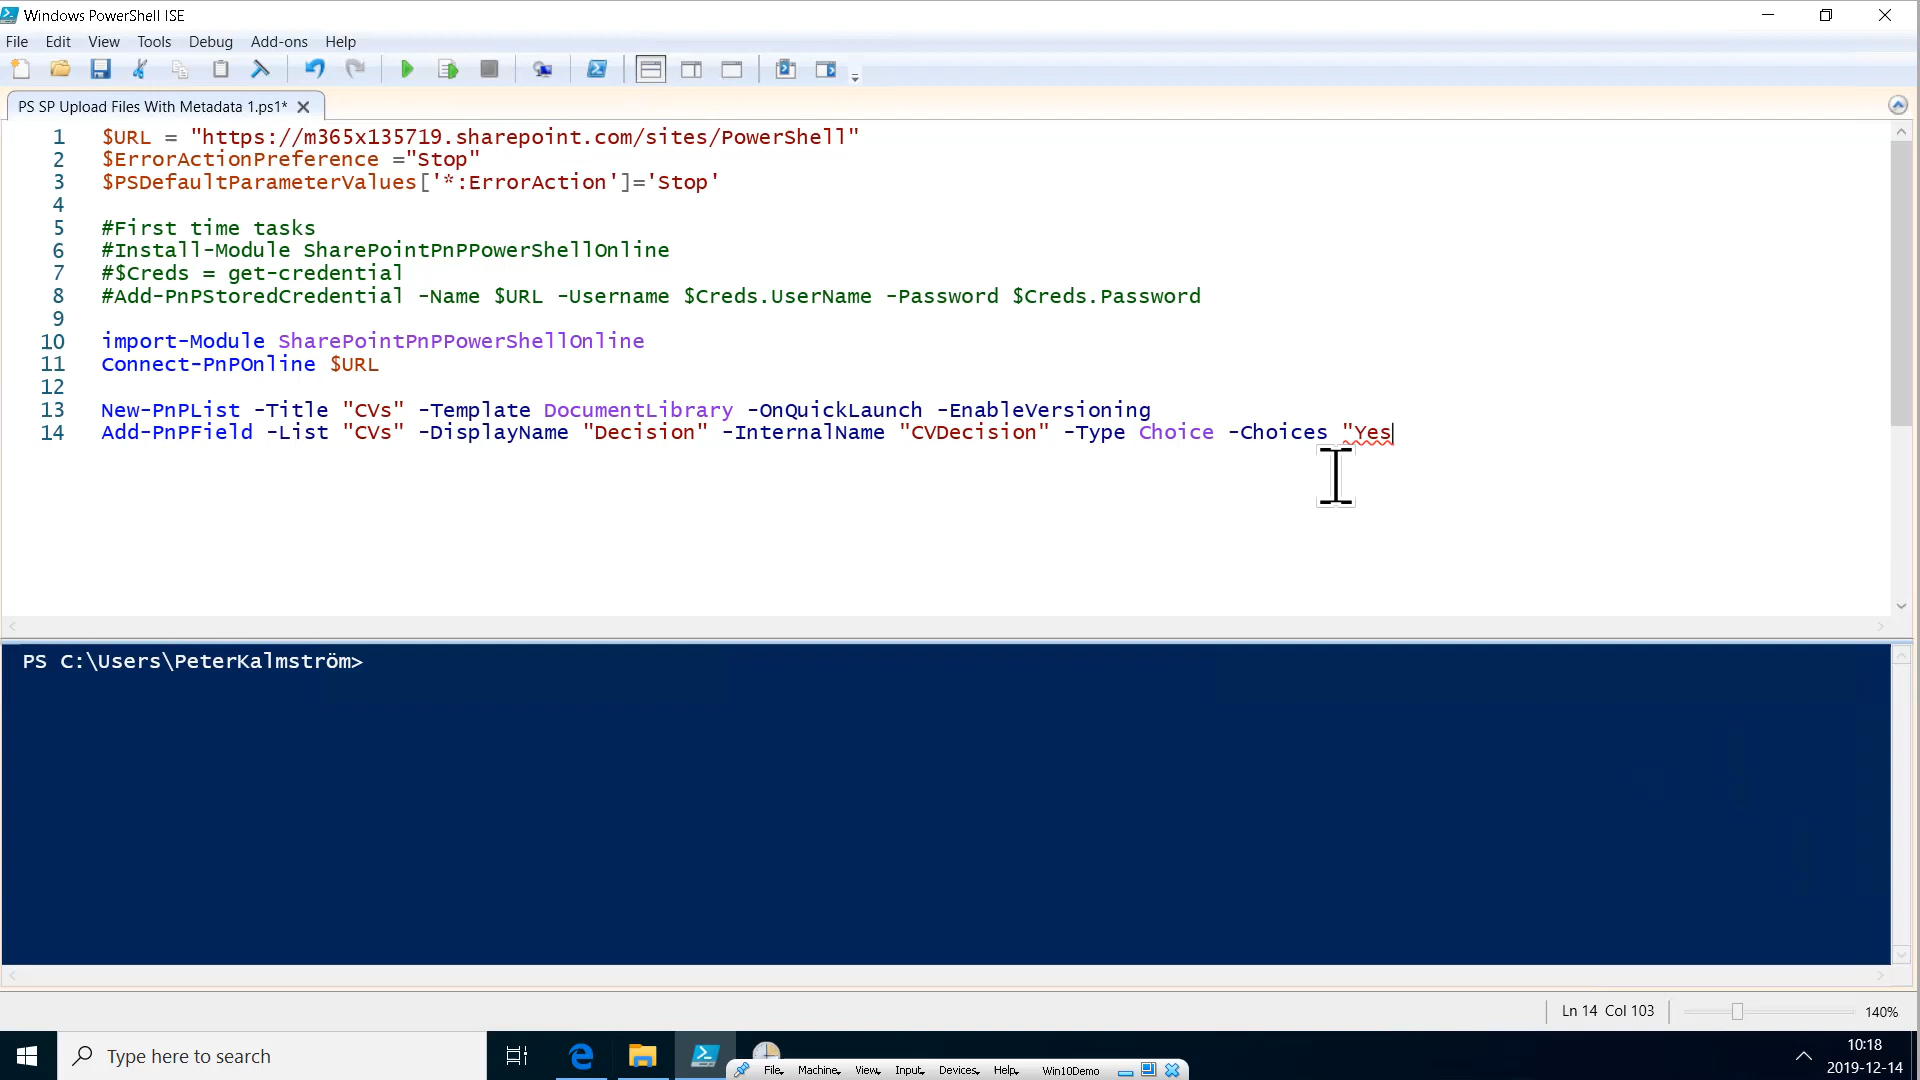 Windows PowerShell ISE
File Edit View Tools Debug Add-ons Help
PS SP Upload Files With Metadata 1.ps1*
1 $URL = "https://m365x135719.sharepoint.com/sites/PowerShell"
2 $ErrorActionPreference ="Stop"
3 $PSDefaultParameterValues['*:ErrorAction']='Stop'
4
5 #First time tasks
6 #Install-Module SharePointPnPPowerShellOnline
7 #$Creds = get-credential
8 #Add-PnPStoredCredential -Name $URL -Username $Creds.UserName -Password $Creds.Password
9
10 import-Module SharePointPnPPowerShellOnline
11 Connect-PnPOnline $URL
12
13 New-PnPList -Title "CVs" -Template DocumentLibrary -OnQuickLaunch -EnableVersioning
14 Add-PnPField -List "CVs" -DisplayName "Decision" -InternalName "CVDecision" -Type Choice -Choices "Yes
PS C:\Users\PeterKalmström>
Ln 14 Col 103 140%
Type here to search
File Machine View Input Devices Help Win10Demo
10:18
2019-12-14